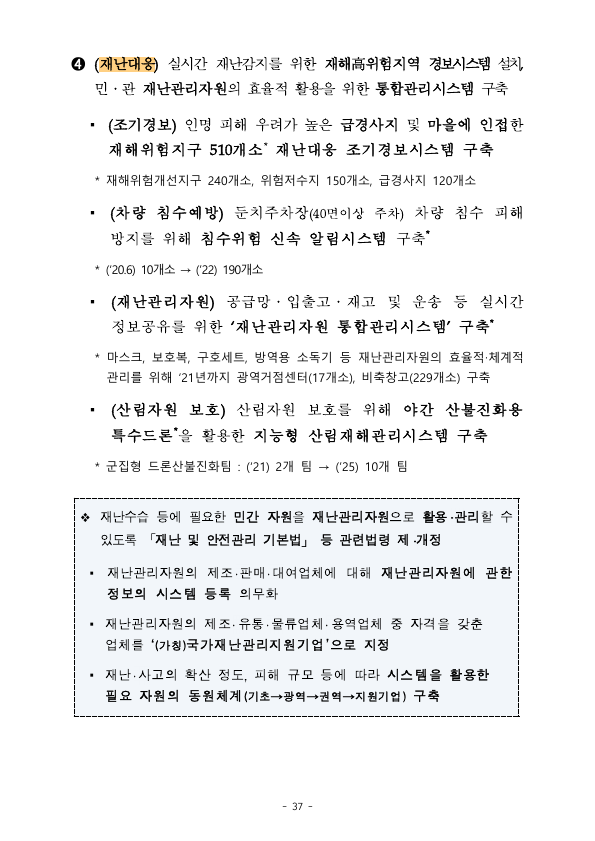 ❹ (재난대응) 실시간 재난감지를 위한 재해高위험지역 경보시스템 설치,
민·관 재난관리자원의 효율적 활용을 위한 통합관리시스템 구축
▪ (조기경보) 인명 피해 우려가 높은 급경사지 및 마을에 인접한
재해위험지구 510개소* 재난대응 조기경보시스템 구축
* 재해위험개선지구 240개소, 위험저수지 150개소, 급경사지 120개소
▪ (차량 침수예방) 둔치주차장(40면이상 주차) 차량 침수 피해
방지를 위해 침수위험 신속 알림시스템 구축*
* (’20.6) 10개소 → (’22) 190개소
▪ (재난관리자원) 공급망·입출고·재고 및 운송 등 실시간
정보공유를 위한 ‘재난관리자원 통합관리시스템’ 구축*
* 마스크, 보호복, 구호세트, 방역용 소독기 등 재난관리자원의 효율적·체계적
관리를 위해 ‘21년까지 광역거점센터(17개소), 비축창고(229개소) 구축
▪ (산림자원 보호) 산림자원 보호를 위해 야간 산불진화용
특수드론*을 활용한 지능형 산림재해관리시스템 구축
* 군집형 드론산불진화팀 : (’21) 2개 팀 → (’25) 10개 팀
❖ 재난수습 등에 필요한 민간 자원을 재난관리자원으로 활용·관리할 수
있도록 「재난 및 안전관리 기본법」 등 관련법령 제·개정
▪ 재난관리자원의 제조·판매·대여업체에 대해 재난관리자원에 관한
정보의 시스템 등록 의무화
▪ 재난관리자원의 제조·유통·물류업체·용역업체 중 자격을 갖춘
업체를 ‘(가칭)국가재난관리지원기업’으로 지정
▪ 재난·사고의 확산 정도, 피해 규모 등에 따라 시스템을 활용한
필요 자원의 동원체계(기초→광역→권역→지원기업) 구축
- 37 -